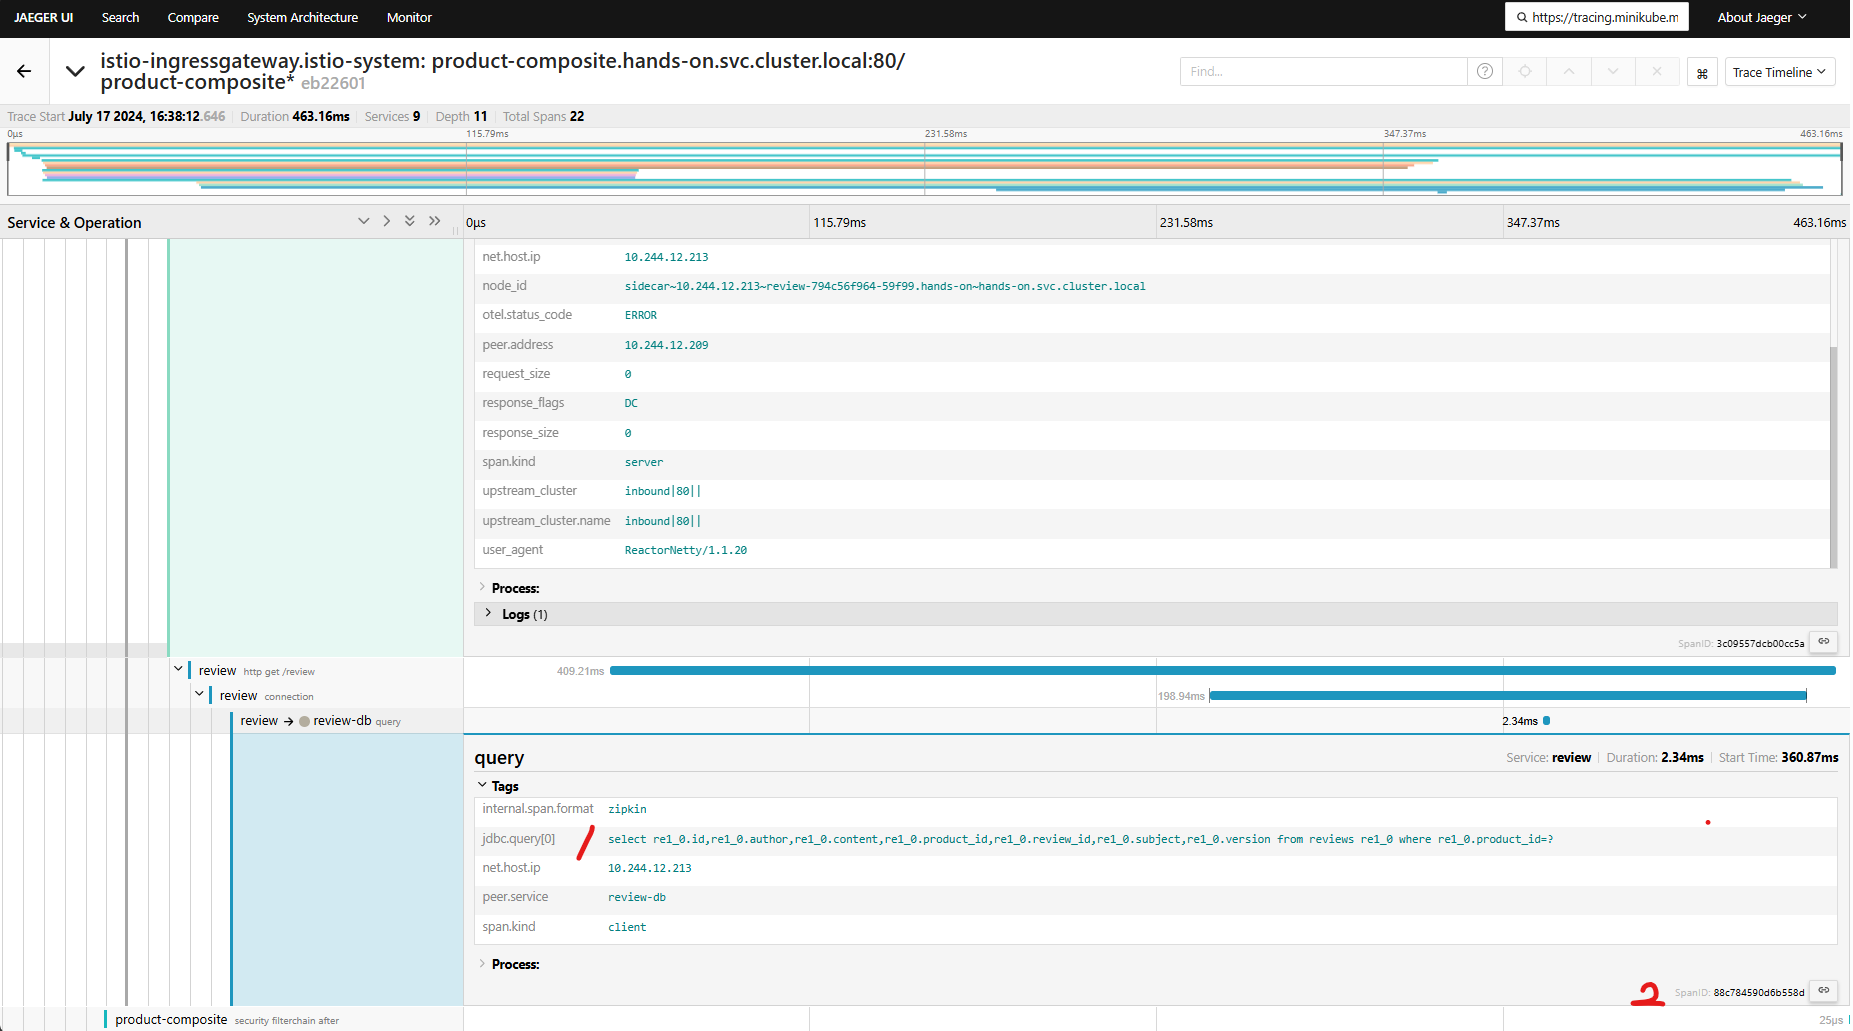 JAEGER UI Search Compare System Architecture Monitor https://tracing.minikube.m About Jaeger
istio-ingressgateway.istio-system: product-composite.hands-on.svc.cluster.local:80/
product-composite* eb22601
Find... Trace Timeline
Trace Start July 17 2024, 16:38:12.646 Duration 463.16ms Services 9 Depth 11 Total Spans 22
0μs 115.79ms 231.58ms 347.37ms 463.16ms
Service & Operation 0μs 115.79ms 231.58ms 347.37ms 463.16ms
net.host.ip 10.244.12.213
node_id sidecar~10.244.12.213~review-794c56f964-59f99.hands-on~hands-on.svc.cluster.local
otel.status_code ERROR
peer.address 10.244.12.209
request_size 0
response_flags DC
response_size 0
span.kind server
upstream_cluster inbound|80||
upstream_cluster.name inbound|80||
user_agent ReactorNetty/1.1.20
Process:
Logs (1)
SpanID: 3c09557dcb00cc5a
review http get /review 409.21ms
review connection 198.94ms
review → review-db query 2.34ms
query Service: review Duration: 2.34ms Start Time: 360.87ms
Tags
internal.span.format zipkin
jdbc.query[0] select re1_0.id,re1_0.author,re1_0.content,re1_0.product_id,re1_0.review_id,re1_0.subject,re1_0.version from reviews re1_0 where re1_0.product_id=?
net.host.ip 10.244.12.213
peer.service review-db
span.kind client
Process:
2 SpanID: 88c784590d6b558d
product-composite security filterchain after 25μs